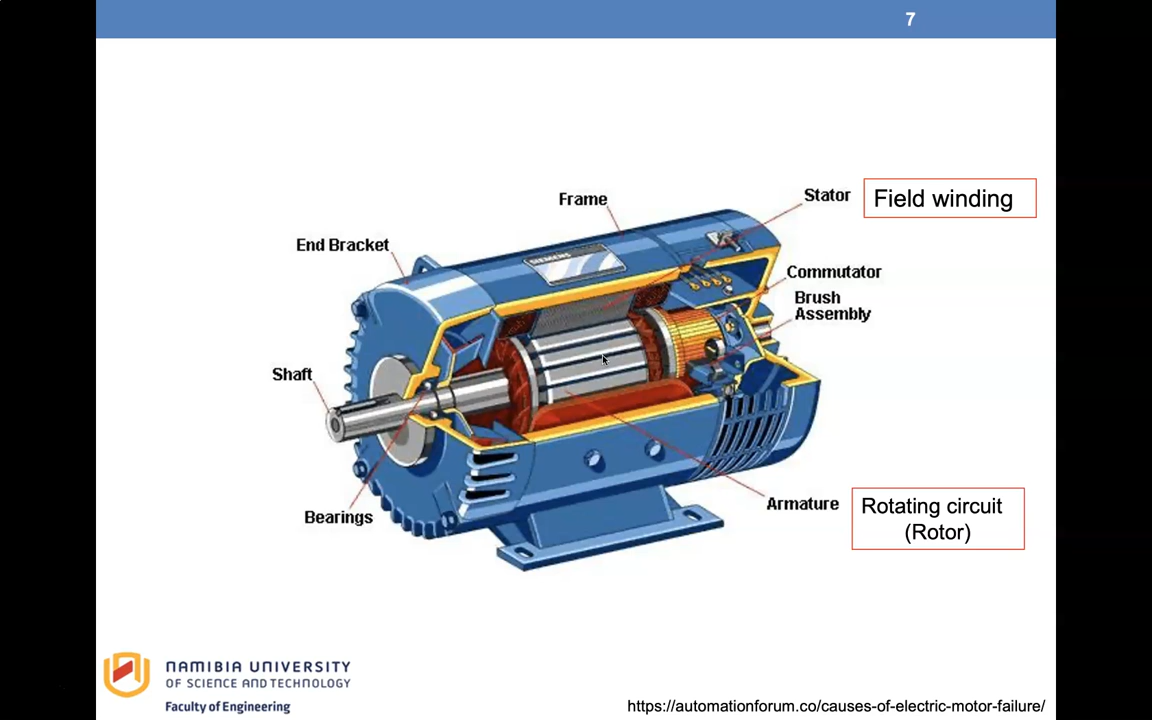 7
Frame
Stator
Field winding
End Bracket
Commutator
Brush
Assembly
SIEMENS
Shaft
Bearings
Armature
Rotating circuit
(Rotor)
NAMIBIA UNIVERSITY
OF SCIENCE AND TECHNOLOGY
Faculty of Engineering
https://automationforum.co/causes-of-electric-motor-failure/